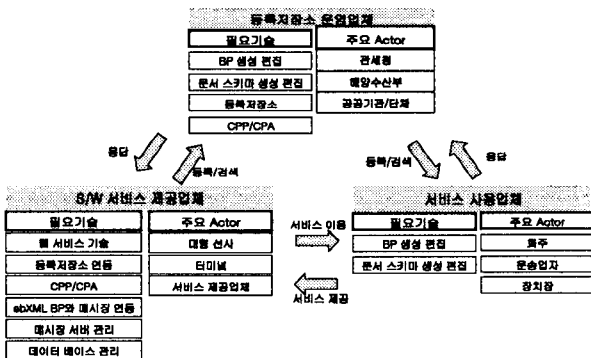 등록저장소 운영업체
필요기술 주요 Actor
BP 생성 편집 관세청
문서 스키마 생성 편집 해양수산부
등록저장소 공공기관/단체
CPP/CPA
응답
등록/검색
등록/검색
응답
S/W 서비스 제공업체
필요기술 주요 Actor
웹 서비스 기술 대형 선사
등록저장소 연동 터미널
CPP/CPA 서비스 제공업체
ebXML BP와 메시징 연동
메시징 서버 관리
데이터 베이스 관리
서비스 이용
서비스 제공
서비스 사용업체
필요기술 주요 Actor
BP 생성 편집 화주
문서 스키마 생성 편집 운송업자
장치장